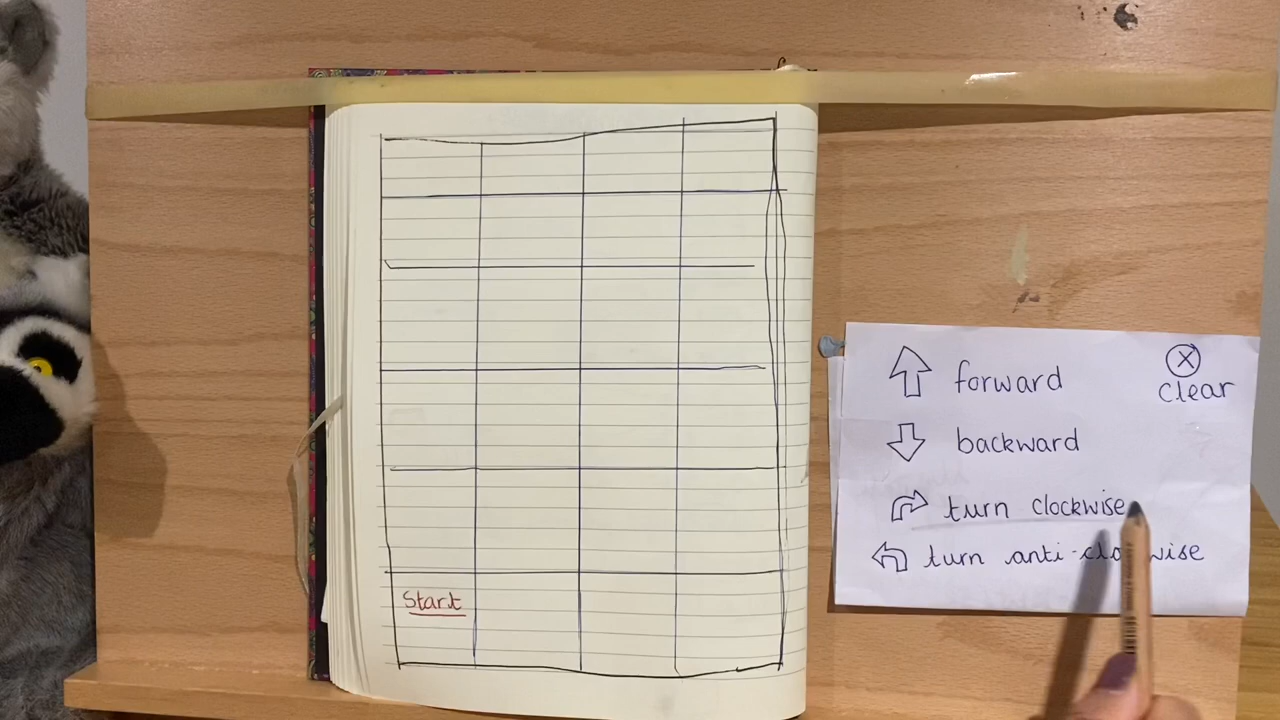 forward
clear
backward
turn clockwise
turn anti-clockwise
Start